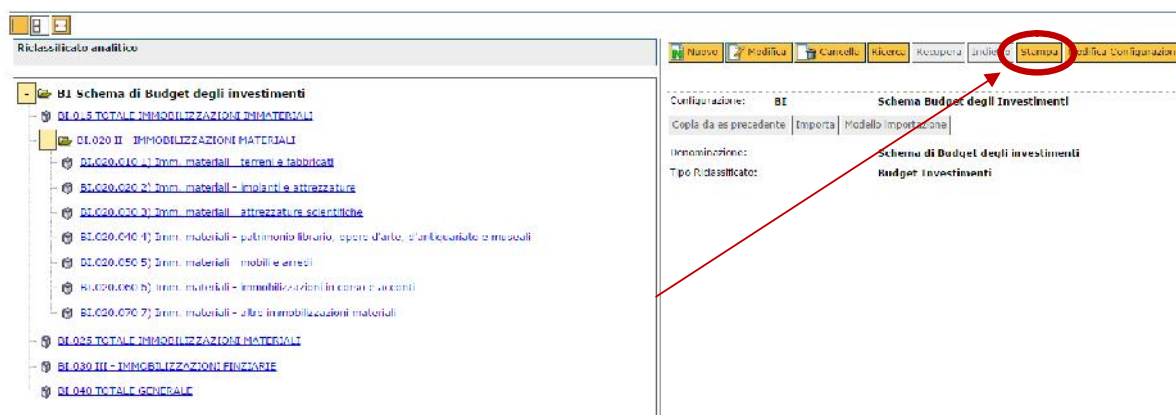 Riclassificato analitico
- BI Schema di Budget degli investimenti
BI.015 TOTALE IMMOBILIZZAZIONI IMMATERIALI
BI.020 II - IMMOBILIZZAZIONI MATERIALI
BI.020.010 1) Imm. materiali - terreni e fabbricati
BI.020.020 2) Imm. materiali - impianti e attrezzature
BI.020.030 3) Imm. materiali - attrezzature scientifiche
BI.020.040 4) Imm. materiali - patrimonio librario, opere d'arte, d'antiquariato e museali
BI.020.050 5) Imm. materiali - mobili e arredi
BI.020.060 6) Imm. materiali - immobilizzazioni in corso e acconti
BI.020.070 7) Imm. materiali - altre immobilizzazioni materiali
BI.025 TOTALE IMMOBILIZZAZIONI MATERIALI
BI.030 III - IMMOBILIZZAZIONI FINZIARIE
BI.040 TOTALE GENERALE
Nuovo Modifica Cancella Ricerca Recupera Indietro Stampa Modifica Configurazion
Configurazione: BI Schema Budget degli Investimenti
Copia da es precedente Importa Modello importazione
Denominazione: Schema di Budget degli investimenti
Tipo Riclassificato: Budget Investimenti